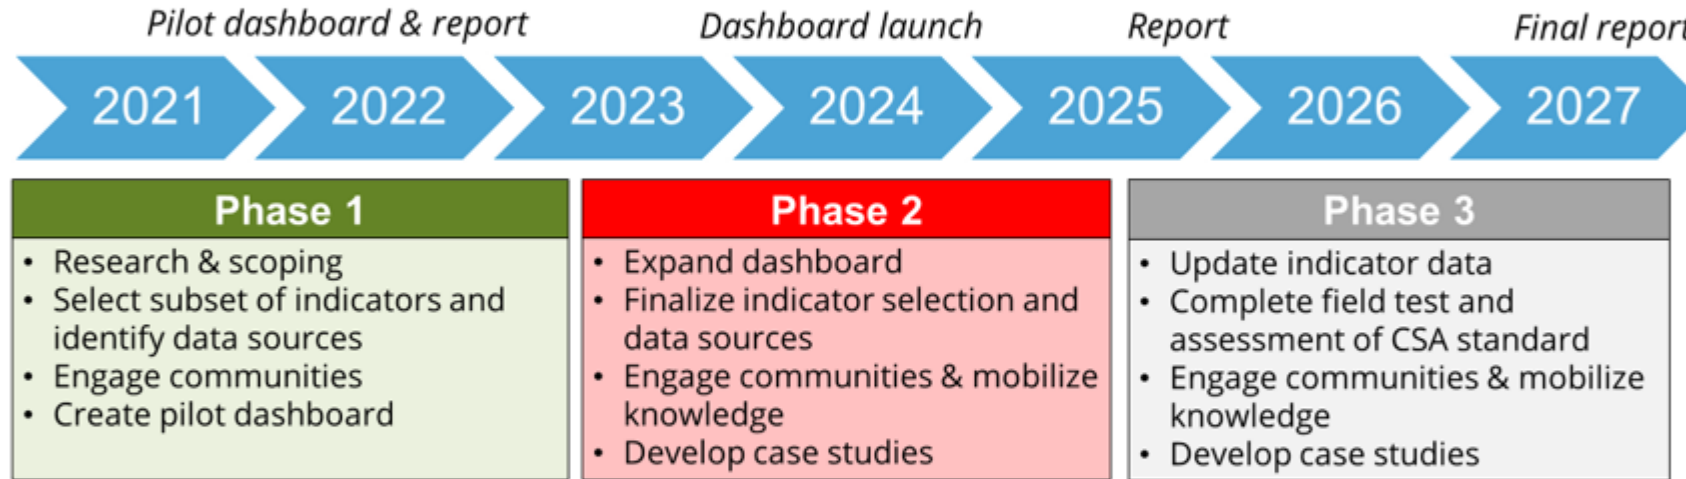 Pilot dashboard & report
Dashboard launch
Report
Final report
2021
2022
2023
2024
2025
2026
2027
Phase 1
• Research & scoping
• Select subset of indicators and
identify data sources
• Engage communities
• Create pilot dashboard
Phase 2
• Expand dashboard
• Finalize indicator selection and
data sources
• Engage communities & mobilize
knowledge
• Develop case studies
Phase 3
• Update indicator data
• Complete field test and
assessment of CSA standard
• Engage communities & mobilize
knowledge
• Develop case studies